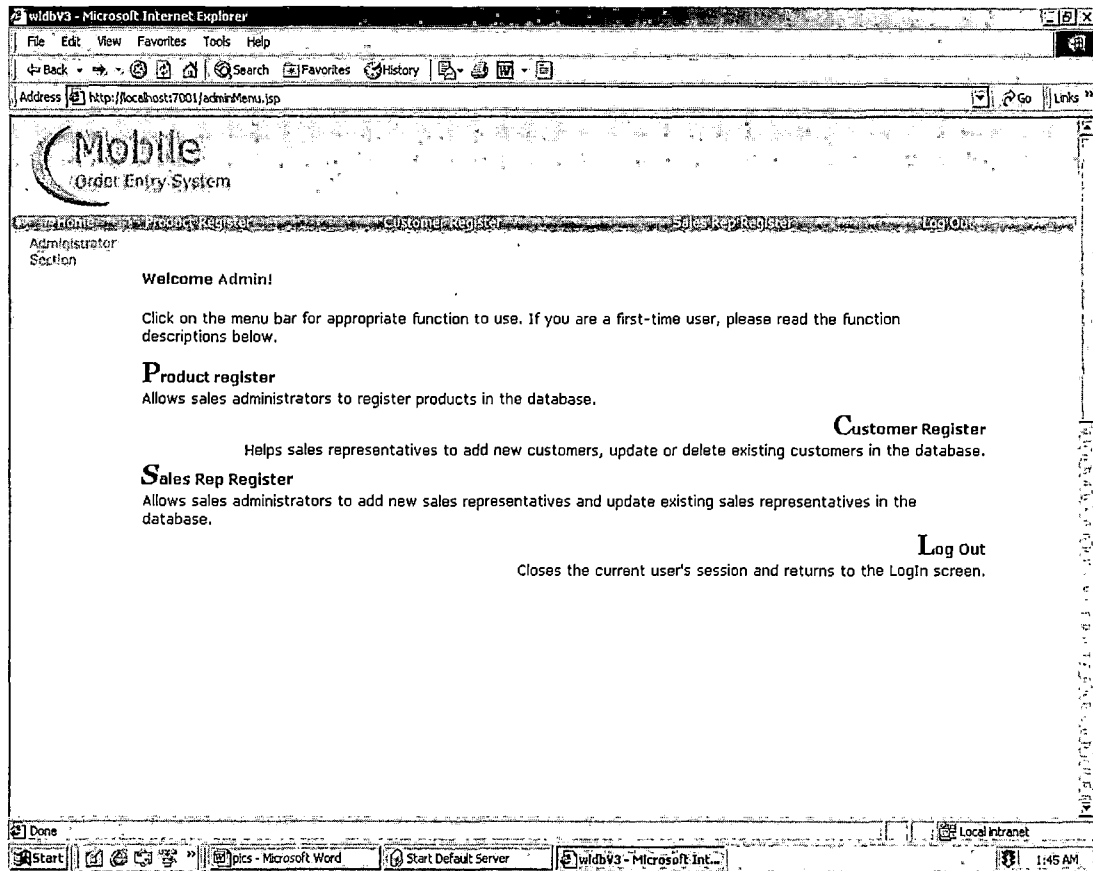 wldbV3 - Microsoft Internet Explorer
File Edit View Favorites Tools Help
Back Search Favorites History
Address http://localhost:7001/adminMenu.jsp Go Links »
Mobile
Order Entry System
Home Product Register Customer Register Sales Rep Register Log Out
Administrator
Section
Welcome Admin!
Click on the menu bar for appropriate function to use. If you are a first-time user, please read the function
descriptions below.
Product register
Allows sales administrators to register products in the database.
Customer Register
Helps sales representatives to add new customers, update or delete existing customers in the database.
Sales Rep Register
Allows sales administrators to add new sales representatives and update existing sales representatives in the
database.
Log Out
Closes the current user's session and returns to the LogIn screen.
Done Local intranet
Start » pics - Microsoft Word Start Default Server wldbV3 - Microsoft Int... 1:45 AM